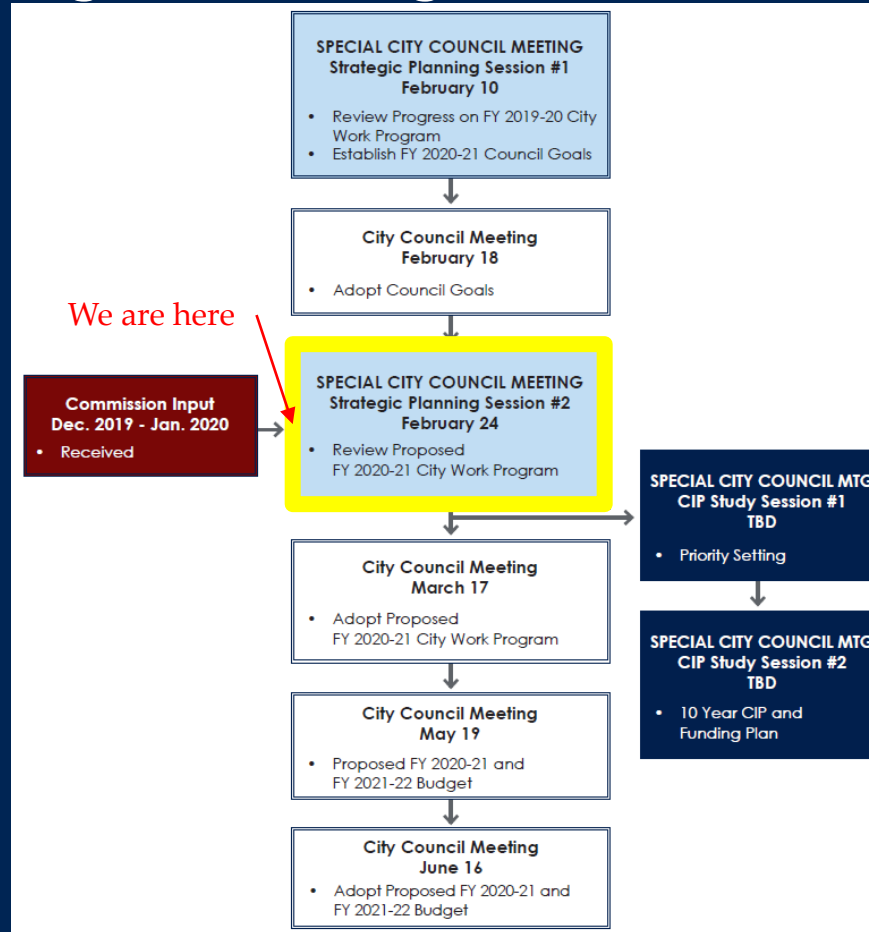 SPECIAL CITY COUNCIL MEETING
Strategic Planning Session #1
February 10
• Review Progress on FY 2019-20 City
Work Program
• Establish FY 2020-21 Council Goals
City Council Meeting
February 18
• Adopt Council Goals
We are here
Commission Input
Dec. 2019 - Jan. 2020
• Received
SPECIAL CITY COUNCIL MEETING
Strategic Planning Session #2
February 24
• Review Proposed
FY 2020-21 City Work Program
SPECIAL CITY COUNCIL MTG
CIP Study Session #1
TBD
• Priority Setting
City Council Meeting
March 17
• Adopt Proposed
FY 2020-21 City Work Program
SPECIAL CITY COUNCIL MTG
CIP Study Session #2
TBD
• 10 Year CIP and
Funding Plan
City Council Meeting
May 19
• Proposed FY 2020-21 and
FY 2021-22 Budget
City Council Meeting
June 16
• Adopt Proposed FY 2020-21 and
FY 2021-22 Budget